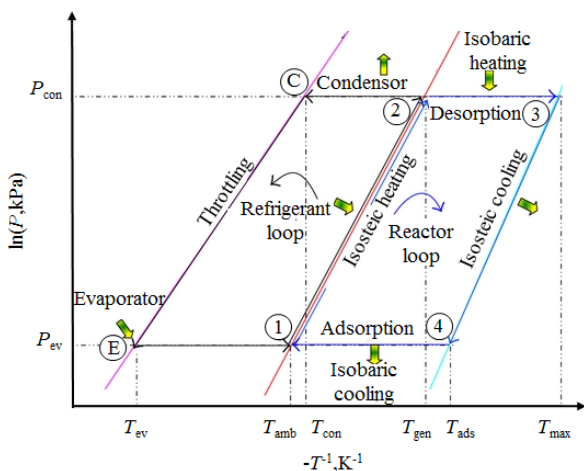 Isobaric
heating
C
Condensor
P_con
2
Desorption
3
Throttling
Isosteic heating
Isosteic cooling
Refrigerant
loop
Reactor
loop
ln(P,kPa)
Evaporator
1
Adsorption
4
P_ev
E
Isobaric
cooling
T_ev
T_amb
T_con
T_gen
T_ads
T_max
-T⁻¹,K⁻¹